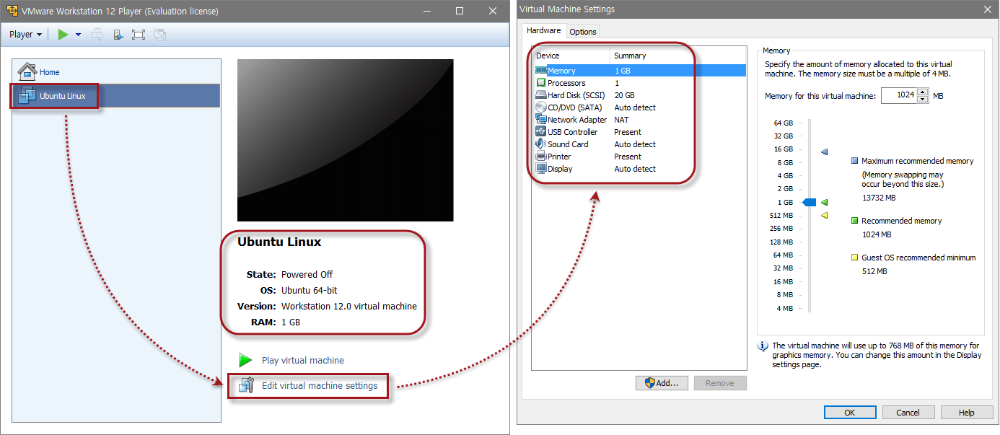 VMware Workstation 12 Player (Evaluation license)
Player
Home
Ubuntu Linux
Ubuntu Linux
State: Powered Off
OS: Ubuntu 64-bit
Version: Workstation 12.0 virtual machine
RAM: 1 GB
Play virtual machine
Edit virtual machine settings
Virtual Machine Settings
Hardware
Options
Device Summary
Memory 1 GB
Processors 1
Hard Disk (SCSI) 20 GB
CD/DVD (SATA) Auto detect
Network Adapter NAT
USB Controller Present
Sound Card Auto detect
Printer Present
Display Auto detect
Add...
Remove
Memory
Specify the amount of memory allocated to this virtual
machine. The memory size must be a multiple of 4 MB.
Memory for this virtual machine: 1024 MB
64 GB
32 GB
16 GB
8 GB
4 GB
2 GB
1 GB
512 MB
256 MB
128 MB
64 MB
32 MB
16 MB
8 MB
4 MB
Maximum recommended memory
(Memory swapping may
occur beyond this size.)
13732 MB
Recommended memory
1024 MB
Guest OS recommended minimum
512 MB
The virtual machine will use up to 768 MB of this memory for
graphics memory. You can change this amount in the Display
settings page.
OK
Cancel
Help